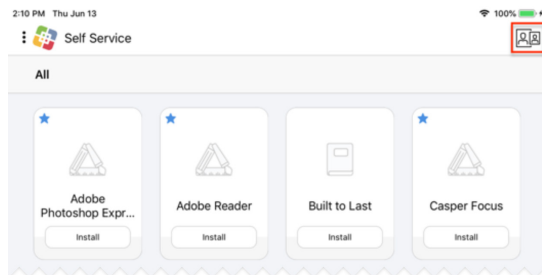 2:10 PM Thu Jun 13
100%
Self Service
All
Adobe
Photoshop Expr...
Adobe Reader
Built to Last
Casper Focus
Install
Install
Install
Install